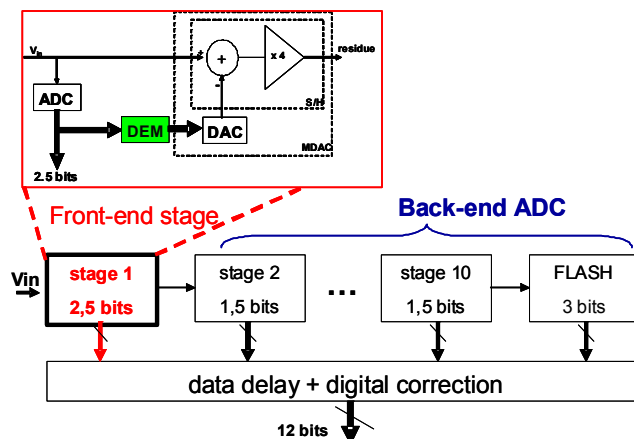 Vin
+
+
x 4
residue
-
S/H
ADC
DEM
DAC
MDAC
2.5 bits
Front-end stage
Back-end ADC
Vin
stage 1
2,5 bits
stage 2
1,5 bits
...
stage 10
1,5 bits
FLASH
3 bits
data delay + digital correction
12 bits